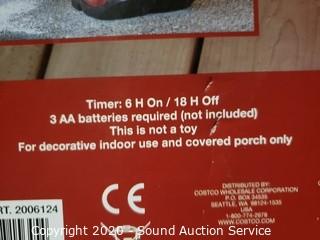 Timer: 6 H On / 18 H Off
3 AA batteries required (not included)
This is not a toy
For decorative indoor use and covered porch only
CE
DISTRIBUTED BY:
COSTCO WHOLESALE CORPORATION
P.O. BOX 34535
SEATTLE, WA 98124-1535
USA
1-800-774-2678
WWW.COSTCO.COM
RT. 2006124
Copyright 2020 - Sound Auction Service